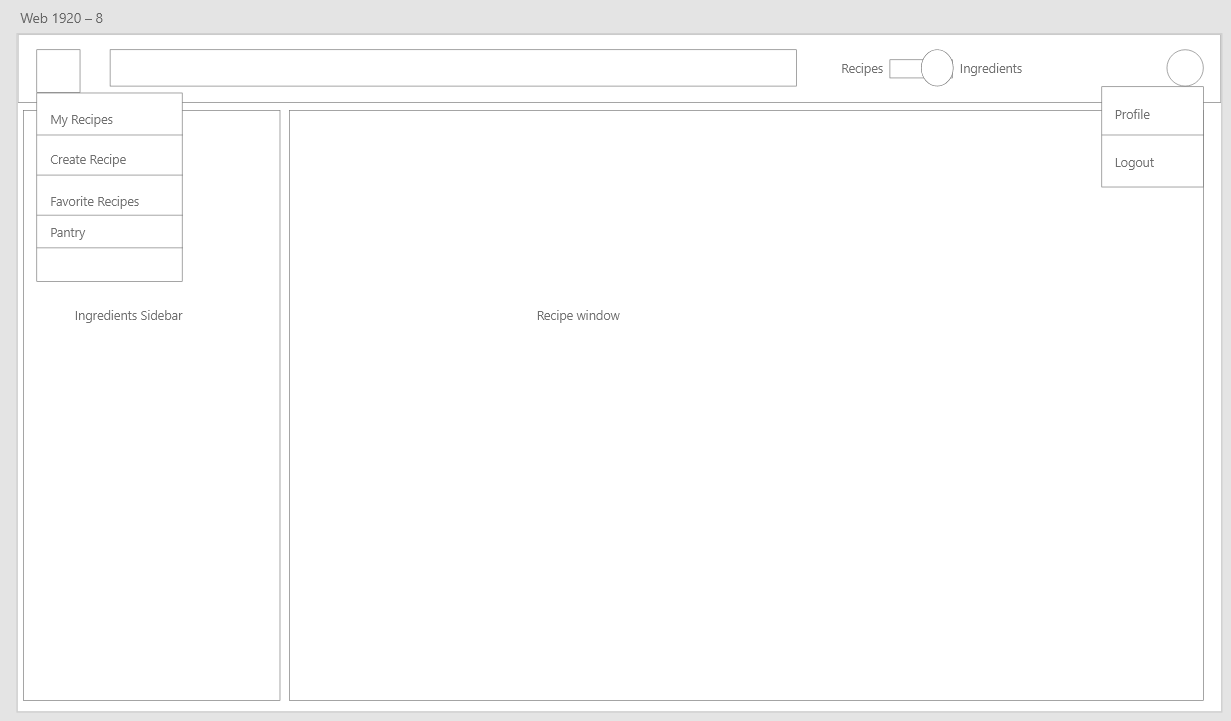 Web 1920 – 8
Recipes
Ingredients
My Recipes
Create Recipe
Favorite Recipes
Pantry
Profile
Logout
Ingredients Sidebar
Recipe window